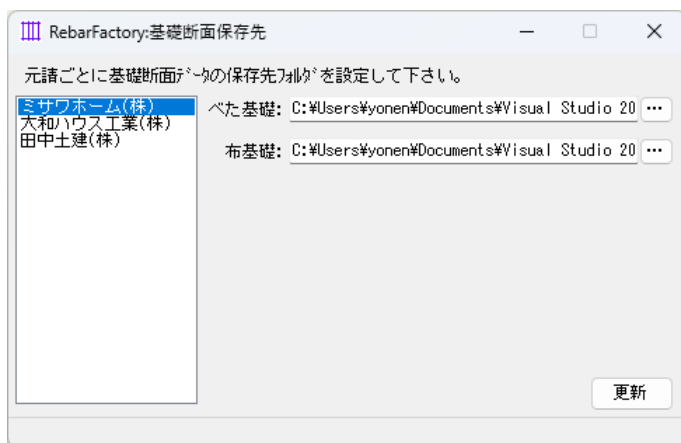 RebarFactory:基礎断面保存先
元請ごとに基礎断面ﾃﾞｰﾀの保存先ﾌｫﾙﾀﾞを設定して下さい。
ミサワホーム(株)
大和ハウス工業(株)
田中土建(株)
べた基礎: C:¥Users¥yonen¥Documents¥Visual Studio 20 ...
布基礎: C:¥Users¥yonen¥Documents¥Visual Studio 20 ...
更新